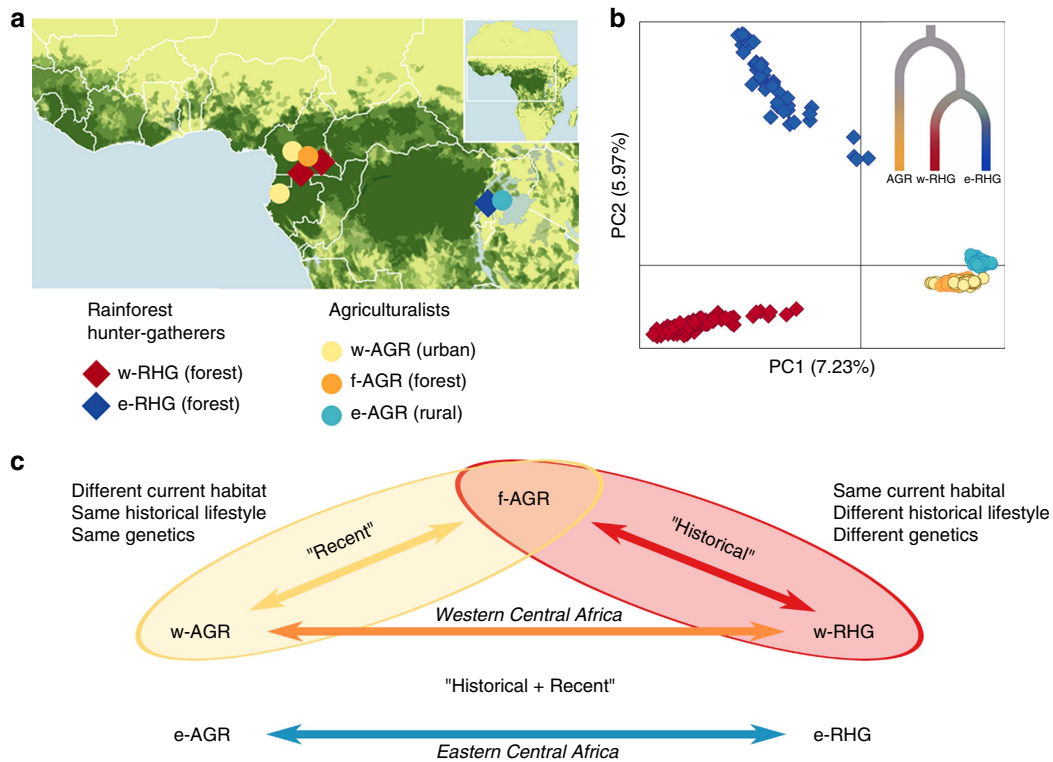 a
Rainforest
hunter-gatherers
w-RHG (forest)
e-RHG (forest)
Agriculturalists
w-AGR (urban)
f-AGR (forest)
e-AGR (rural)
b
PC2 (5.97%)
AGR w-RHG e-RHG
PC1 (7.23%)
c
Different current habitat
Same historical lifestyle
Same genetics
f-AGR
Same current habitat
Different historical lifestyle
Different genetics
"Recent"
"Historical"
Western Central Africa
w-AGR
w-RHG
"Historical + Recent"
e-AGR
e-RHG
Eastern Central Africa